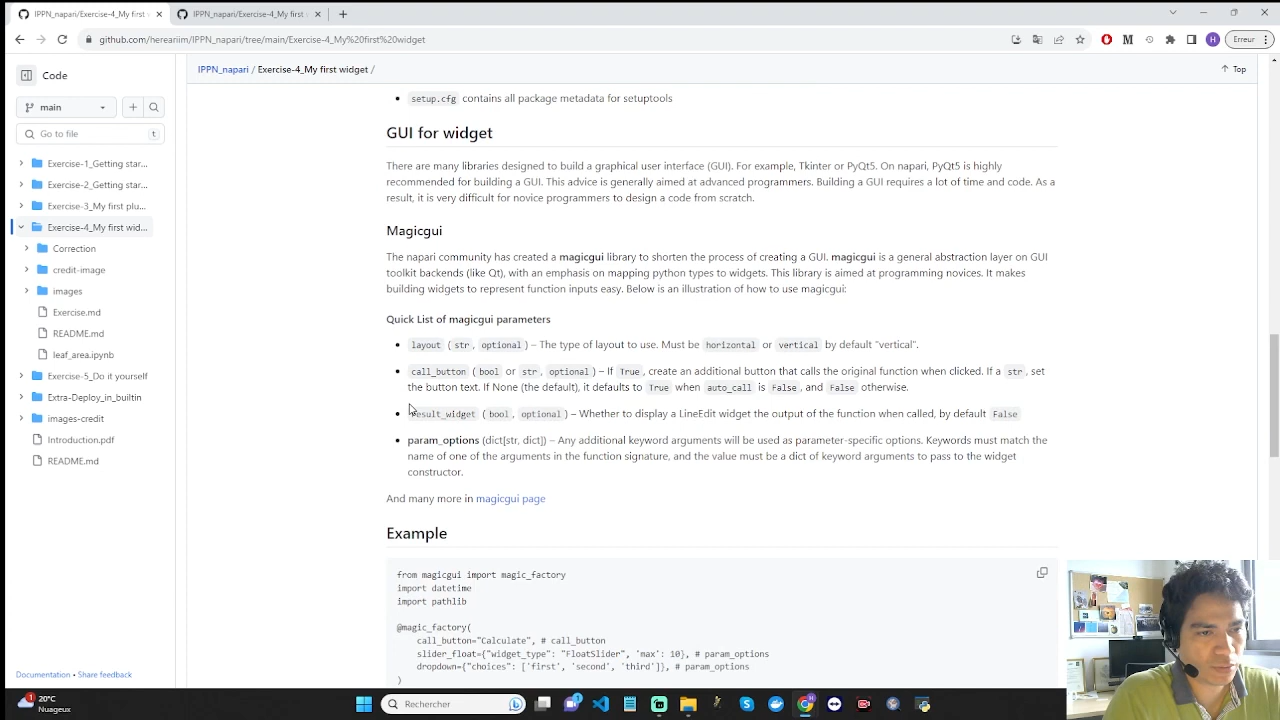 IPPN_napari/Exercise-4_My first
IPPN_napari/Exercise-4_My first
github.com/hereariim/IPPN_napari/tree/main/Exercise-4_My%20first%20widget
H
Erreur
Code
main
Go to file
t
Exercise-1_Getting star...
Exercise-2_Getting star...
Exercise-3_My first plu...
Exercise-4_My first wid...
Correction
credit-image
images
Exercise.md
README.md
leaf_area.ipynb
Exercise-5_Do it yourself
Extra-Deploy_in_builtin
images-credit
Introduction.pdf
README.md
Documentation • Share feedback
IPPN_napari / Exercise-4_My first widget /
Top
setup.cfg contains all package metadata for setuptools
GUI for widget
There are many libraries designed to build a graphical user interface (GUI). For example, Tkinter or PyQt5. On napari, PyQt5 is highly
recommended for building a GUI. This advice is generally aimed at advanced programmers. Building a GUI requires a lot of time and code. As a
result, it is very difficult for novice programmers to design a code from scratch.
Magicgui
The napari community has created a magicgui library to shorten the process of creating a GUI. magicgui is a general abstraction layer on GUI
toolkit backends (like Qt), with an emphasis on mapping python types to widgets. This library is aimed at programming novices. It makes
building widgets to represent function inputs easy. Below is an illustration of how to use magicgui:
Quick List of magicgui parameters
layout ( str , optional ) – The type of layout to use. Must be horizontal or vertical by default "vertical".
call_button ( bool or str , optional ) – If True , create an additional button that calls the original function when clicked. If a str , set
the button text. If None (the default), it defaults to True when auto_call is False , and False otherwise.
result_widget ( bool , optional ) – Whether to display a LineEdit widget the output of the function when called, by default False
param_options (dict[str, dict]) – Any additional keyword arguments will be used as parameter-specific options. Keywords must match the
name of one of the arguments in the function signature, and the value must be a dict of keyword arguments to pass to the widget
constructor.
And many more in magicgui page
Example
from magicgui import magic_factory
import datetime
import pathlib
@magic_factory(
call_button="Calculate", # call_button
slider_float={"widget_type": "FloatSlider", 'max': 10}, # param_options
dropdown={"choices": ['first', 'second', 'third']}, # param_options
)
1
20°C
Nuageux
Rechercher